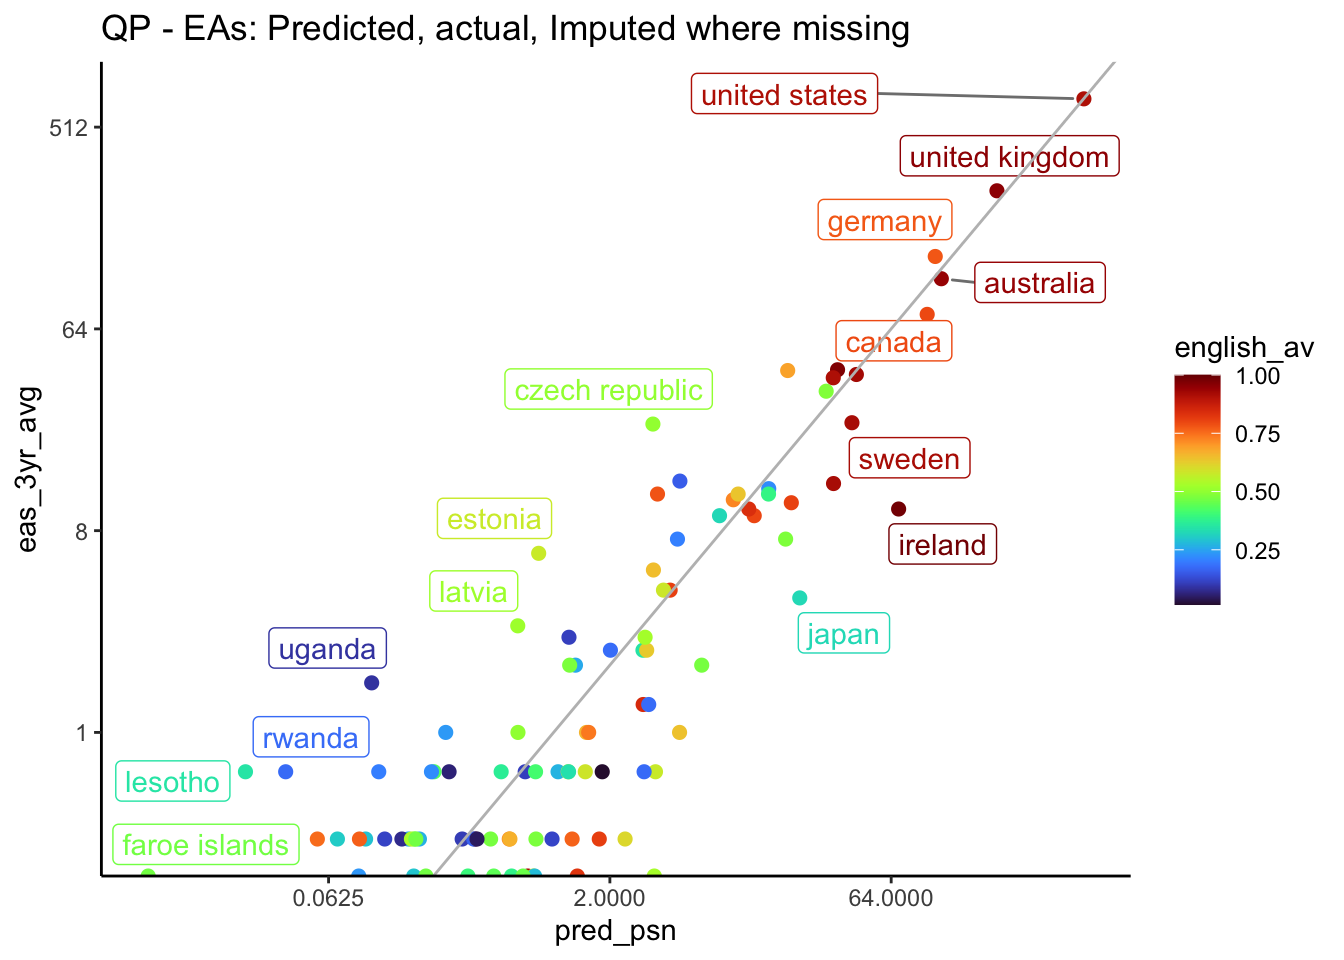 QP - EAs: Predicted, actual, Imputed where missing
united states
512
united kingdom
germany
australia
64
canada
english_av
1.00
czech republic
eas_3yr_avg
0.75
sweden
0.50
estonia
8
ireland
0.25
latvia
japan
uganda
1
rwanda
lesotho
faroe islands
0.0625
2.0000
64.0000
pred_psn